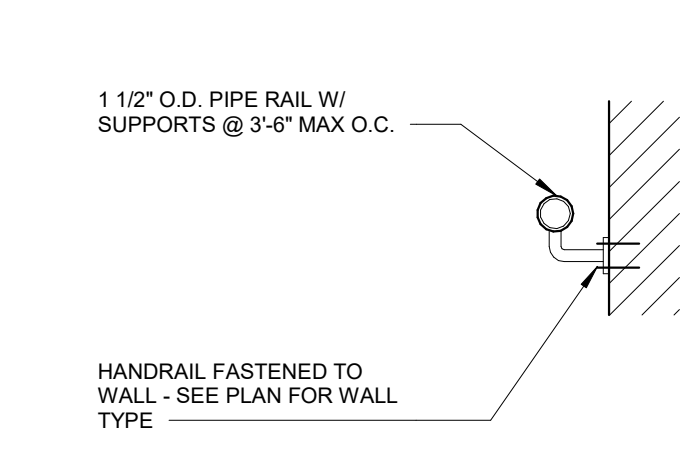 1 1/2" O.D. PIPE RAIL W/
SUPPORTS @ 3'-6" MAX O.C.
HANDRAIL FASTENED TO
WALL - SEE PLAN FOR WALL
TYPE